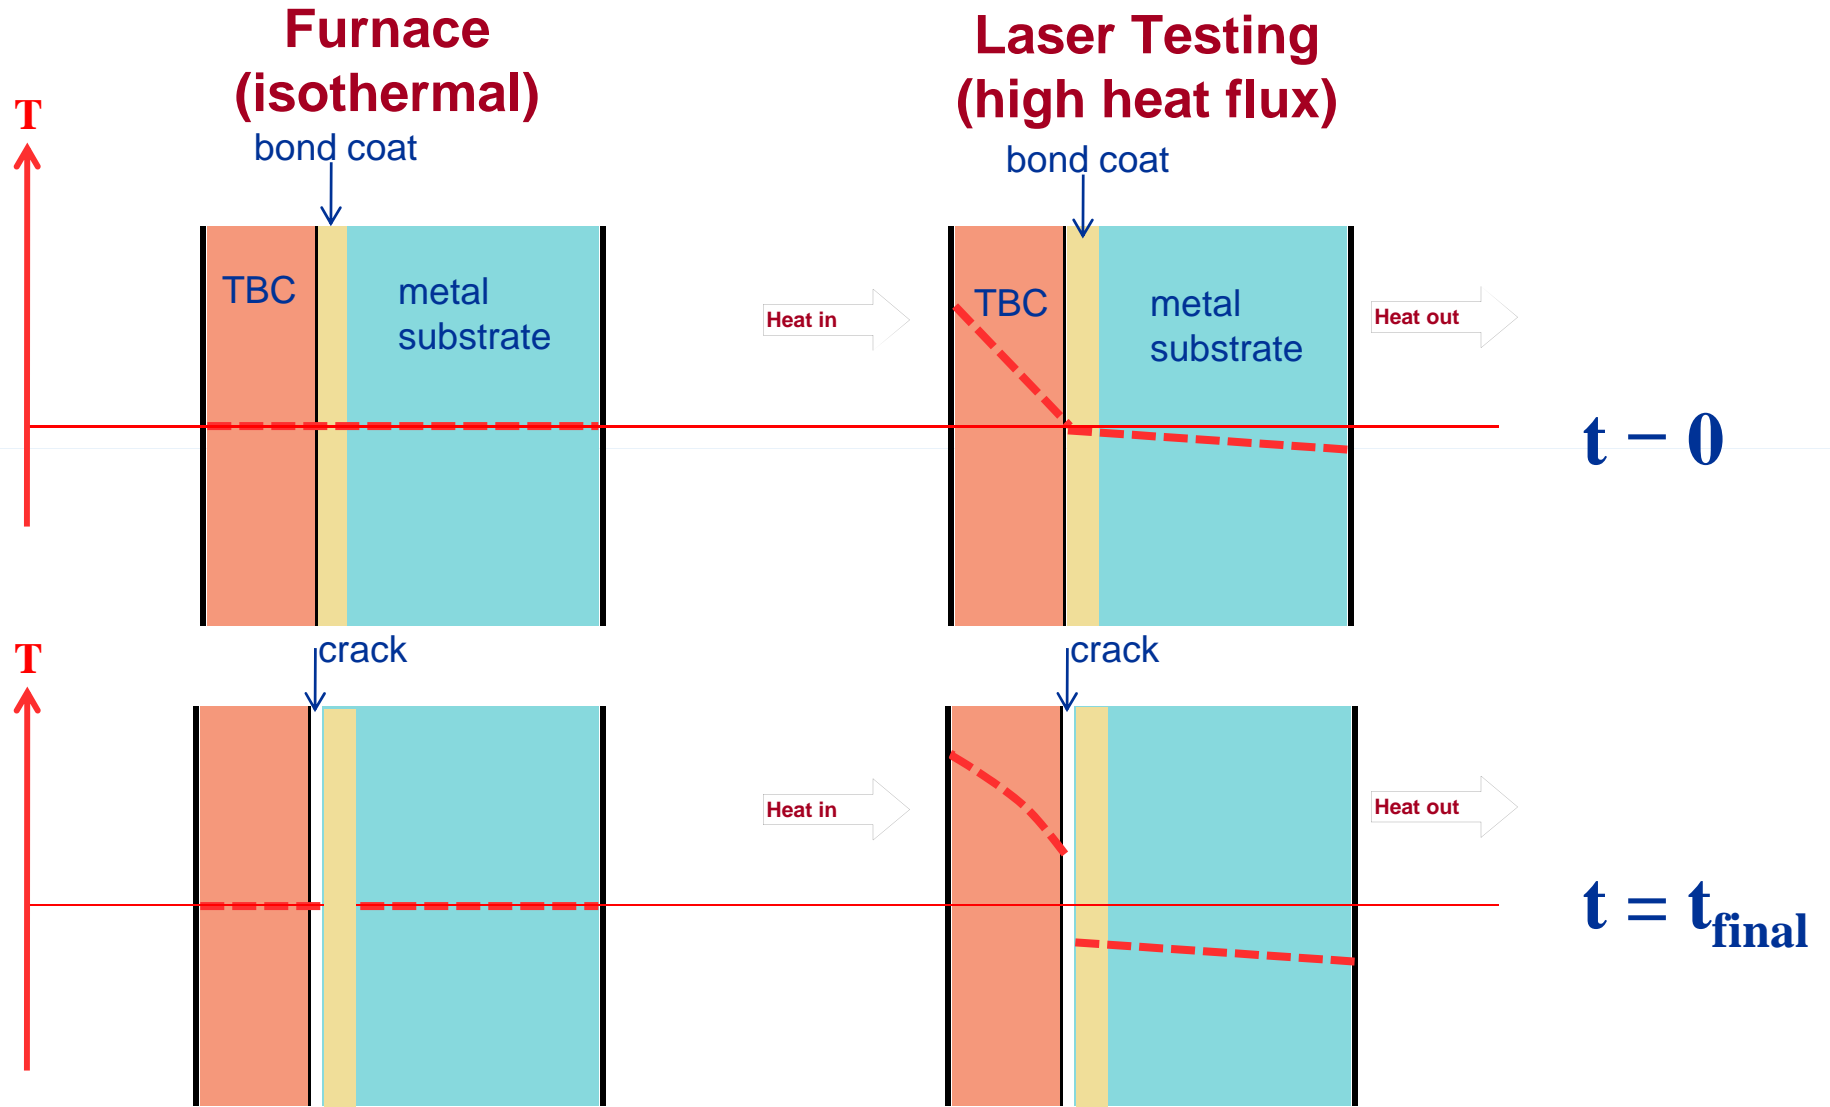 Furnace
(isothermal)
Laser Testing
(high heat flux)
T
bond coat
bond coat
TBC
metal
substrate
Heat in
TBC
metal
substrate
Heat out
t – 0
T
crack
crack
Heat in
Heat out
t = t_final